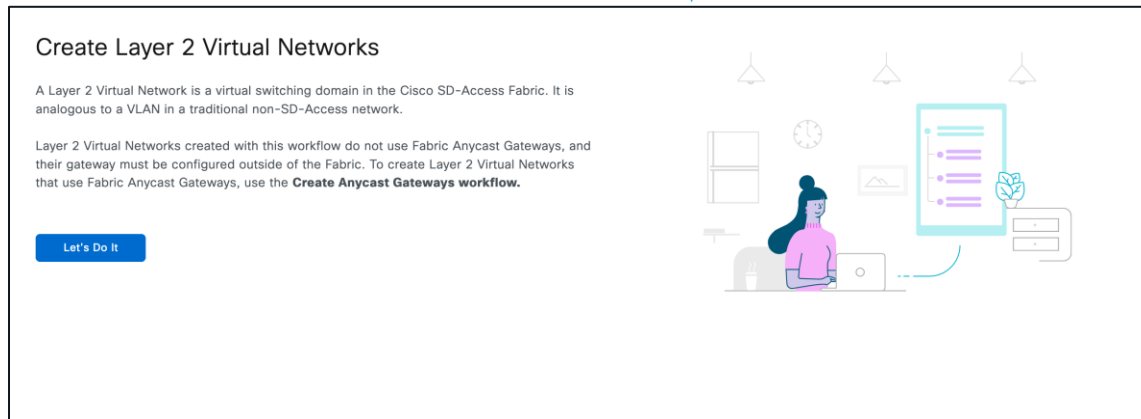 Create Layer 2 Virtual Networks
A Layer 2 Virtual Network is a virtual switching domain in the Cisco SD-Access Fabric. It is
analogous to a VLAN in a traditional non-SD-Access network.
Layer 2 Virtual Networks created with this workflow do not use Fabric Anycast Gateways, and
their gateway must be configured outside of the Fabric. To create Layer 2 Virtual Networks
that use Fabric Anycast Gateways, use the Create Anycast Gateways workflow.
Let's Do It